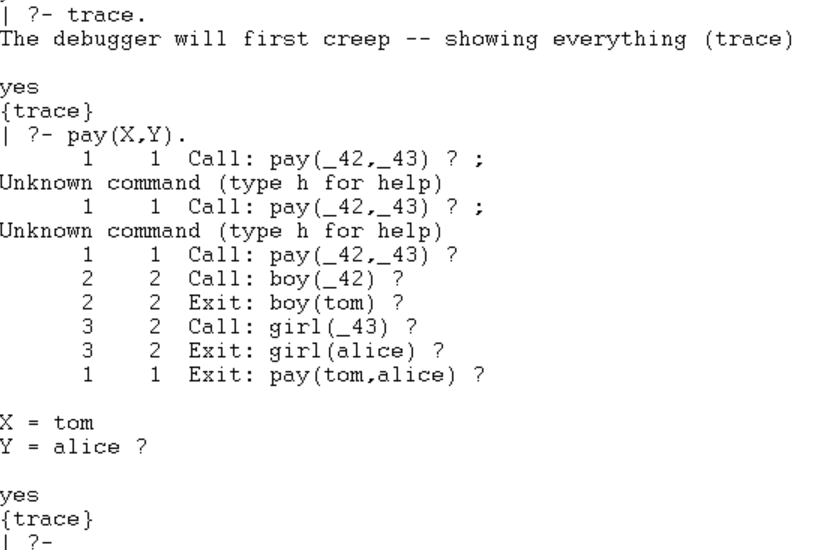 | ?- trace.
The debugger will first creep -- showing everything (trace)
yes
{trace}
| ?- pay(X,Y).
1 1 Call: pay(_42,_43) ? ;
Unknown command (type h for help)
1 1 Call: pay(_42,_43) ? ;
Unknown command (type h for help)
1 1 Call: pay(_42,_43) ?
2 2 Call: boy(_42) ?
2 2 Exit: boy(tom) ?
3 2 Call: girl(_43) ?
3 2 Exit: girl(alice) ?
1 1 Exit: pay(tom,alice) ?
X = tom
Y = alice ?
yes
{trace}
| ?-